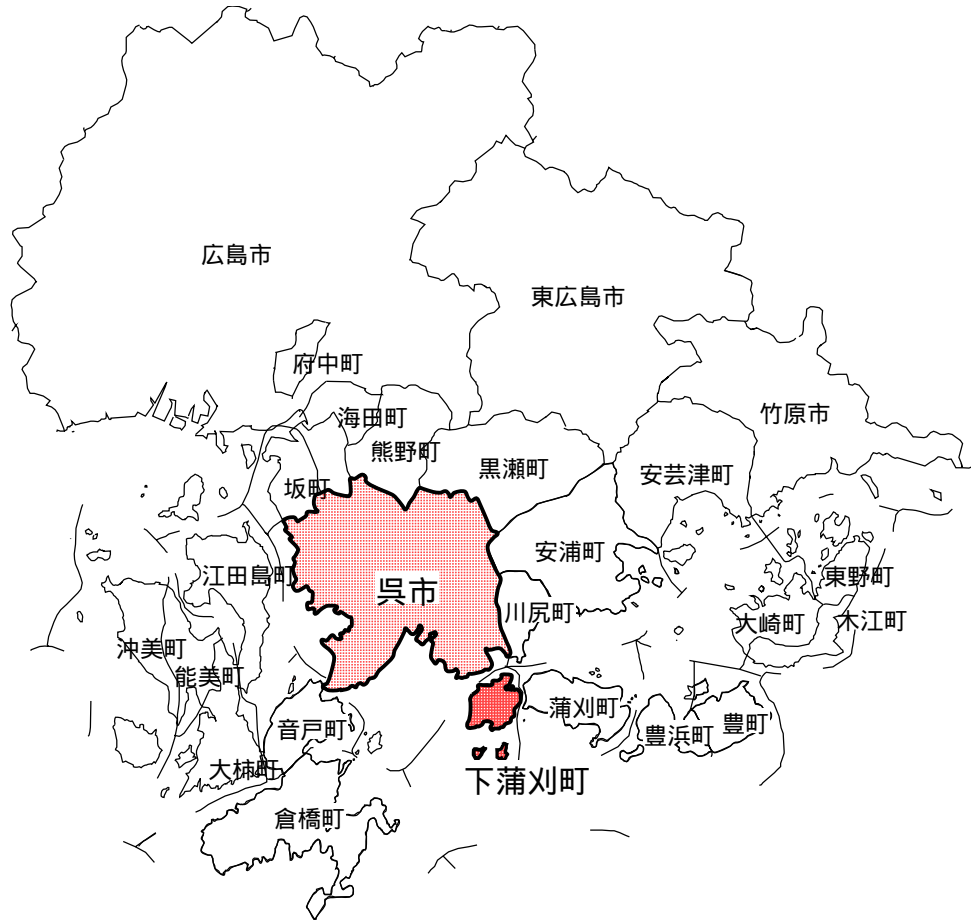 広島市
東広島市
府中町
海田町
竹原市
熊野町
黒瀬町
安芸津町
坂町
安浦町
江田島町
東野町
呉市
川尻町
大崎町
木江町
沖美町
能美町
蒲刈町
音戸町
豊浜町
豊町
大柿町
下蒲刈町
倉橋町